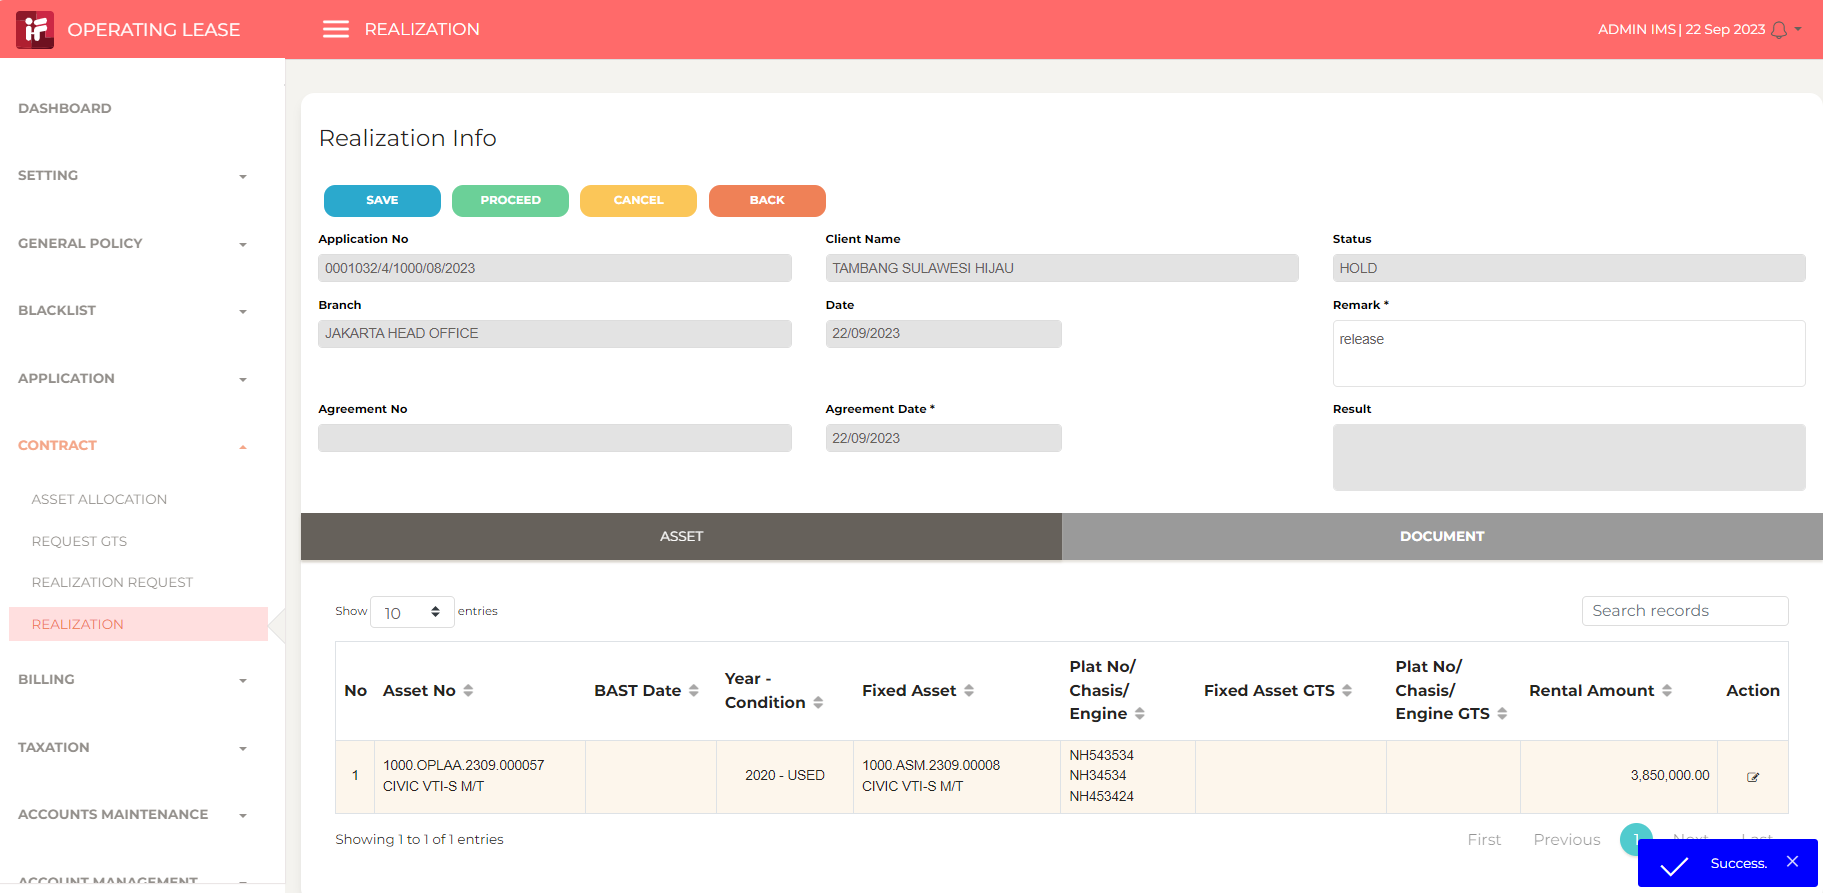 OPERATING LEASE
REALIZATION
ADMIN IMS | 22 Sep 2023
DASHBOARD
SETTING
GENERAL POLICY
BLACKLIST
APPLICATION
CONTRACT
ASSET ALLOCATION
REQUEST GTS
REALIZATION REQUEST
REALIZATION
BILLING
TAXATION
ACCOUNTS MAINTENANCE
ACCOUNT MANAGEMENT
Realization Info
SAVE PROCEED CANCEL BACK
Application No Client Name Status
0001032/4/1000/08/2023 TAMBANG SULAWESI HIJAU HOLD
Branch Date Remark *
JAKARTA HEAD OFFICE 22/09/2023 release
Agreement No Agreement Date * Result
22/09/2023
ASSET DOCUMENT
Show 10 entries Search records
No Asset No BAST Date Year - Condition Fixed Asset Plat No/ Chasis/ Engine Fixed Asset GTS Plat No/ Chasis/ Engine GTS Rental Amount Action
1 1000.OPLAA.2309.000057 CIVIC VTI-S M/T 2020 - USED 1000.ASM.2309.00008 CIVIC VTI-S M/T NH543534 NH34534 NH453424 3,850,000.00
Showing 1 to 1 of 1 entries First Previous 1 Next Last
Success.